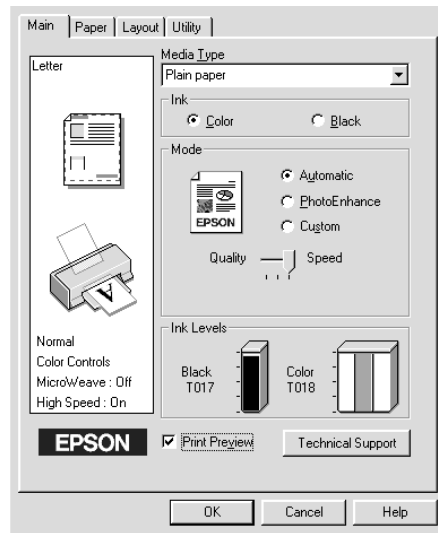 Main Paper Layout Utility
Letter
Media Type
Plain paper
Ink
Color Black
Mode
EPSON
Automatic
PhotoEnhance
Custom
Quality Speed
A
Normal
Color Controls
MicroWeave : Off
High Speed : On
Ink Levels
Black
T017
Color
T018
EPSON
Print Preview
Technical Support
OK Cancel Help